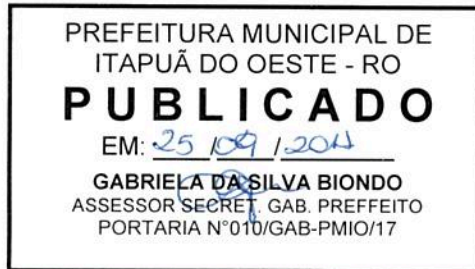 PREFEITURA MUNICIPAL DE
ITAPUÃ DO OESTE - RO
PUBLICADO
EM: 25 / 09 /
GABRIELA DA SILVA BIONDO
ASSESSOR SECRET. GAB. PREFFEITO
PORTARIA N°010/GAB-PMIO/17